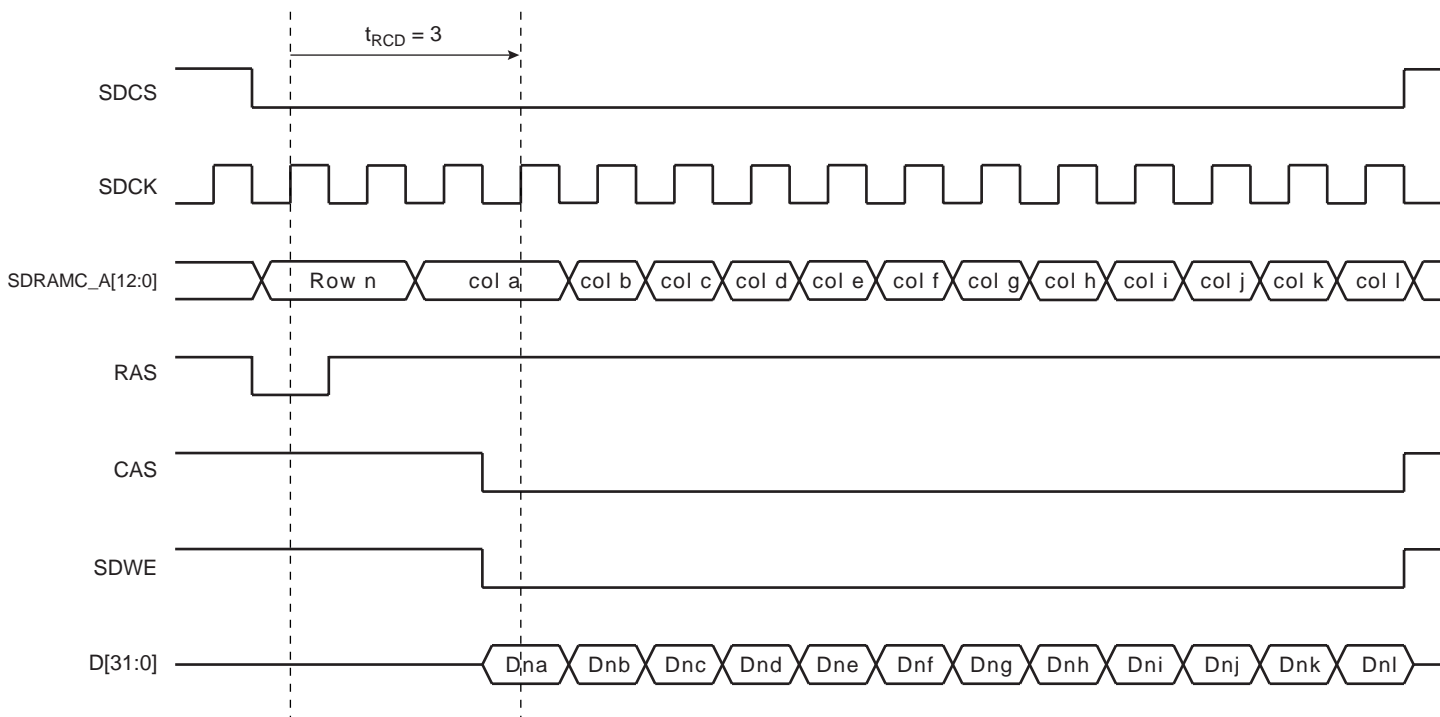 tRCD = 3
SDCS
SDCK
SDRAMC_A[12:0] Row n col a col b col c col d col e col f col g col h col i col j col k col l
RAS
CAS
SDWE
D[31:0] Dna Dnb Dnc Dnd Dne Dnf Dng Dnh Dni Dnj Dnk Dnl